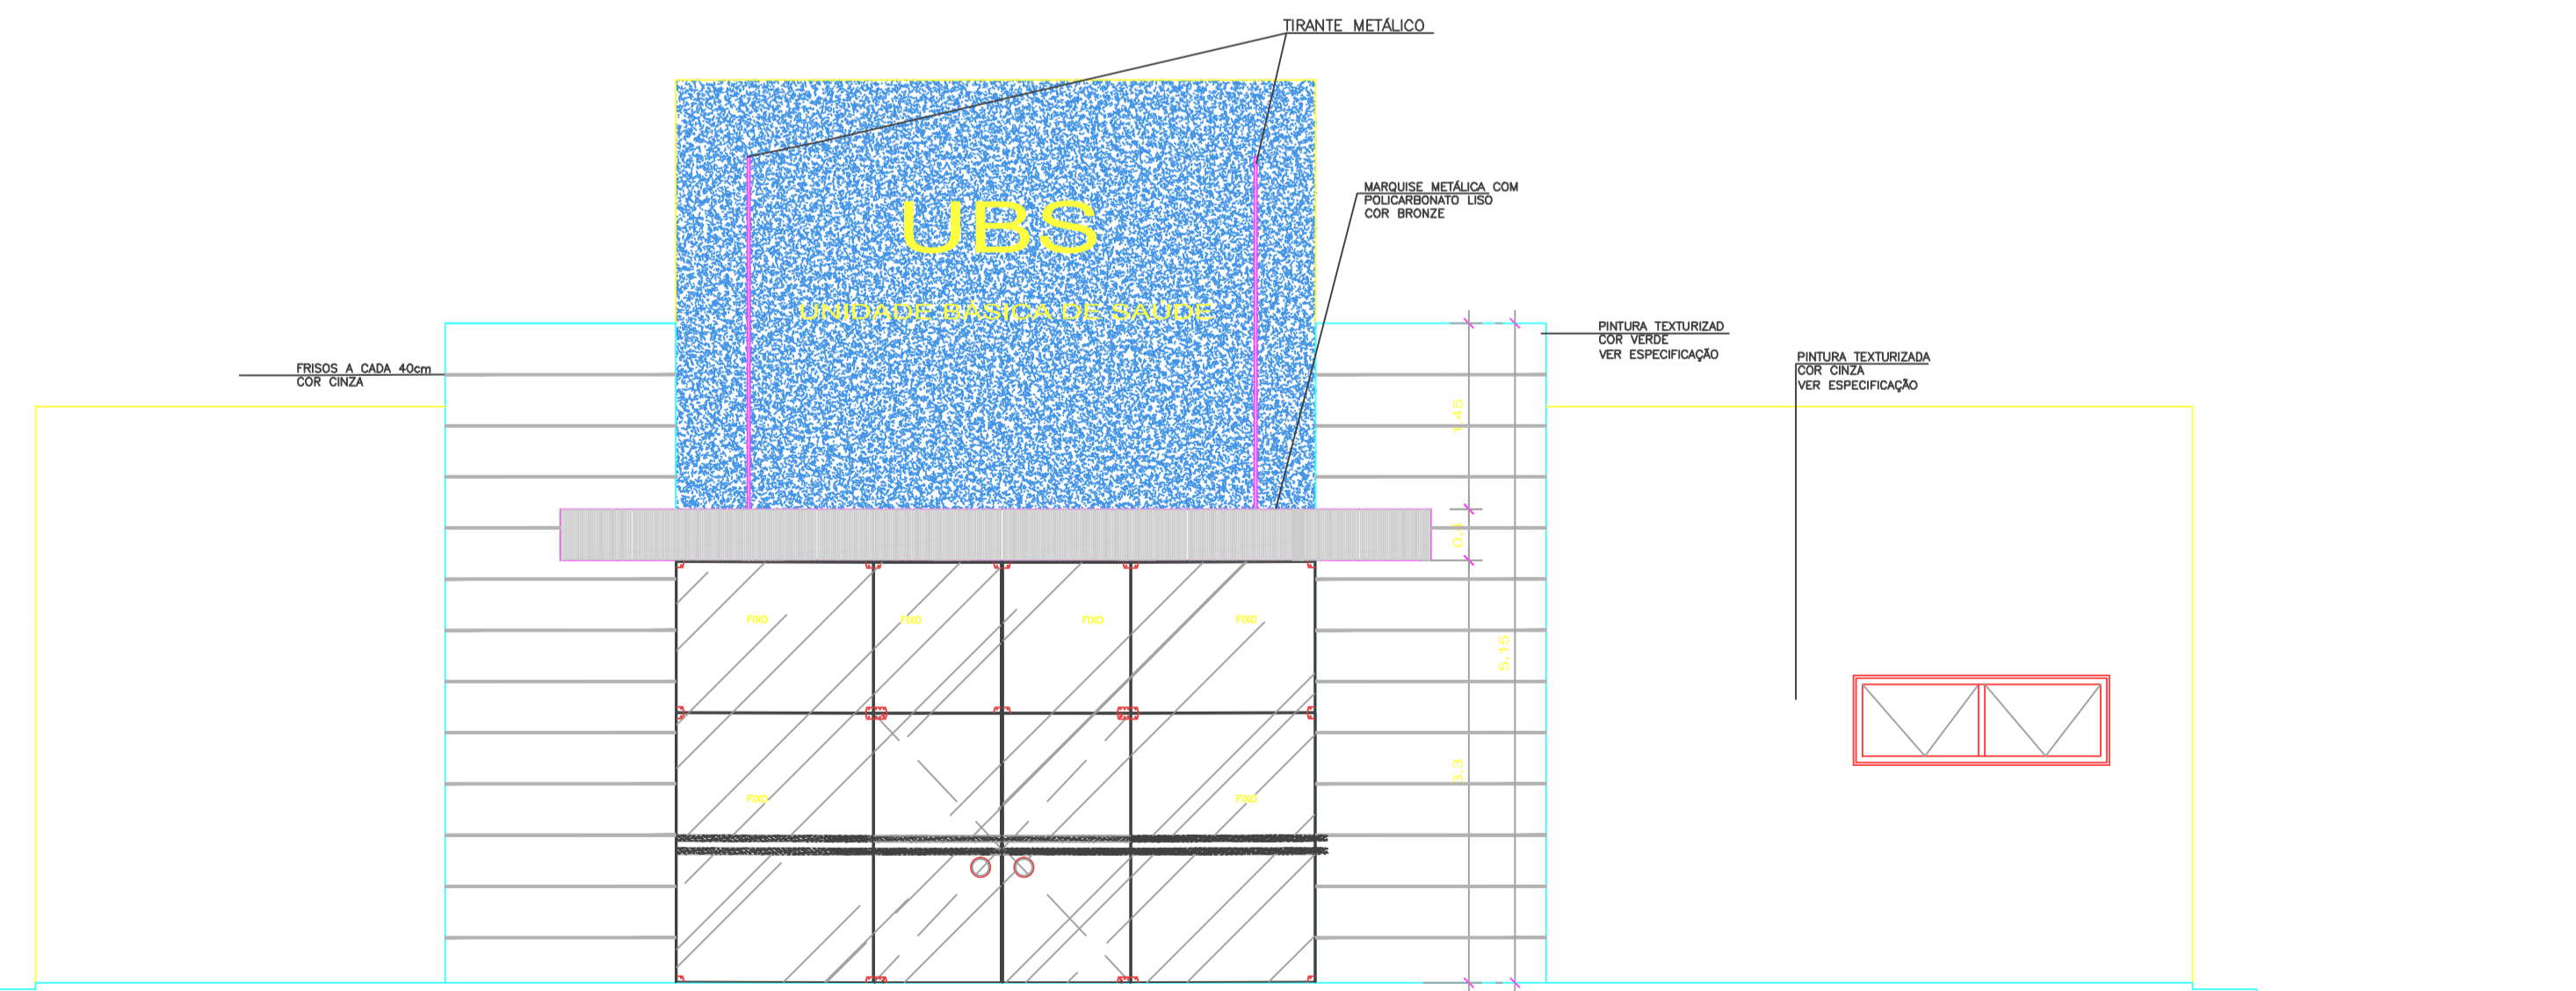 TIRANTE METÁLICO
MARQUISE METÁLICA COM
POLICARBONATO LISO
COR BRONZE
UBS
UNIDADE BÁSICA DE SAÚDE
PINTURA TEXTURIZAD
COR VERDE
VER ESPECIFICAÇÃO
PINTURA TEXTURIZADA
COR CINZA
VER ESPECIFICAÇÃO
FRISOS A CADA 40cm
COR CINZA
1.45
0.4
5.15
3.3
FIXO
FIXO
FIXO
FIXO
FIXO
FIXO